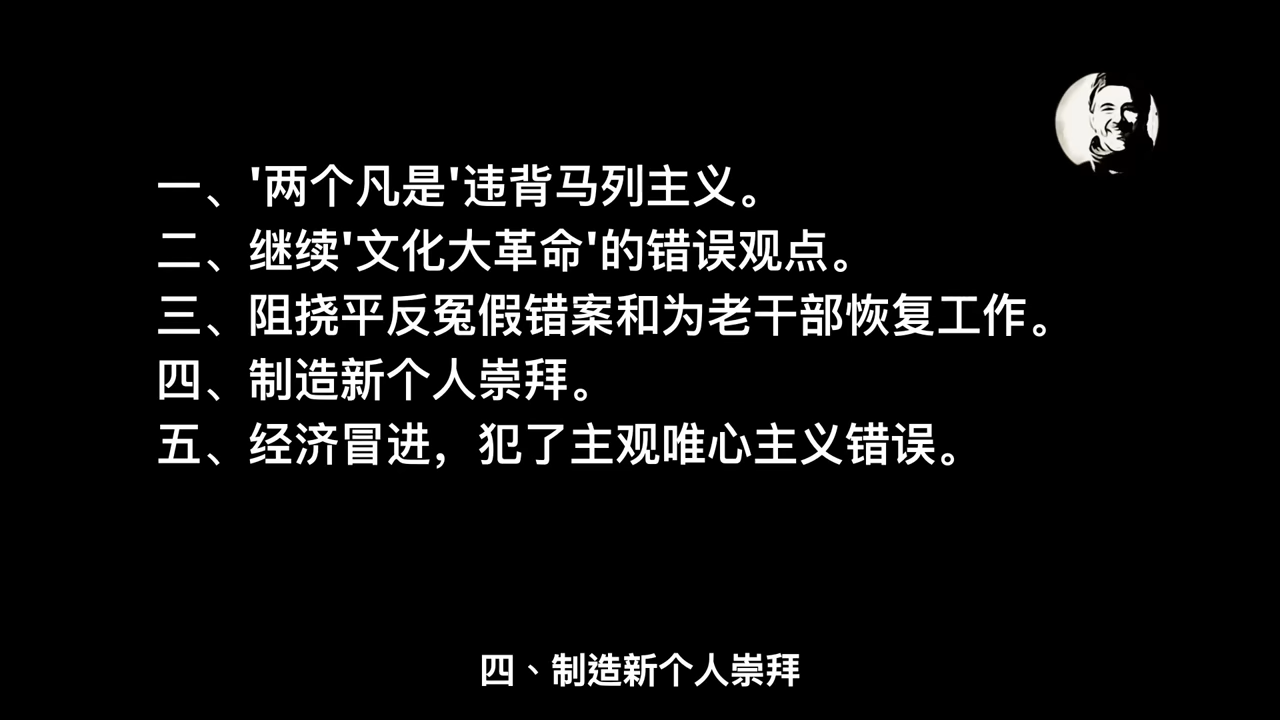 一、'两个凡是'违背马列主义。
二、继续'文化大革命'的错误观点。
三、阻挠平反冤假错案和为老干部恢复工作。
四、制造新个人崇拜。
五、经济冒进，犯了主观唯心主义错误。
四、制造新个人崇拜